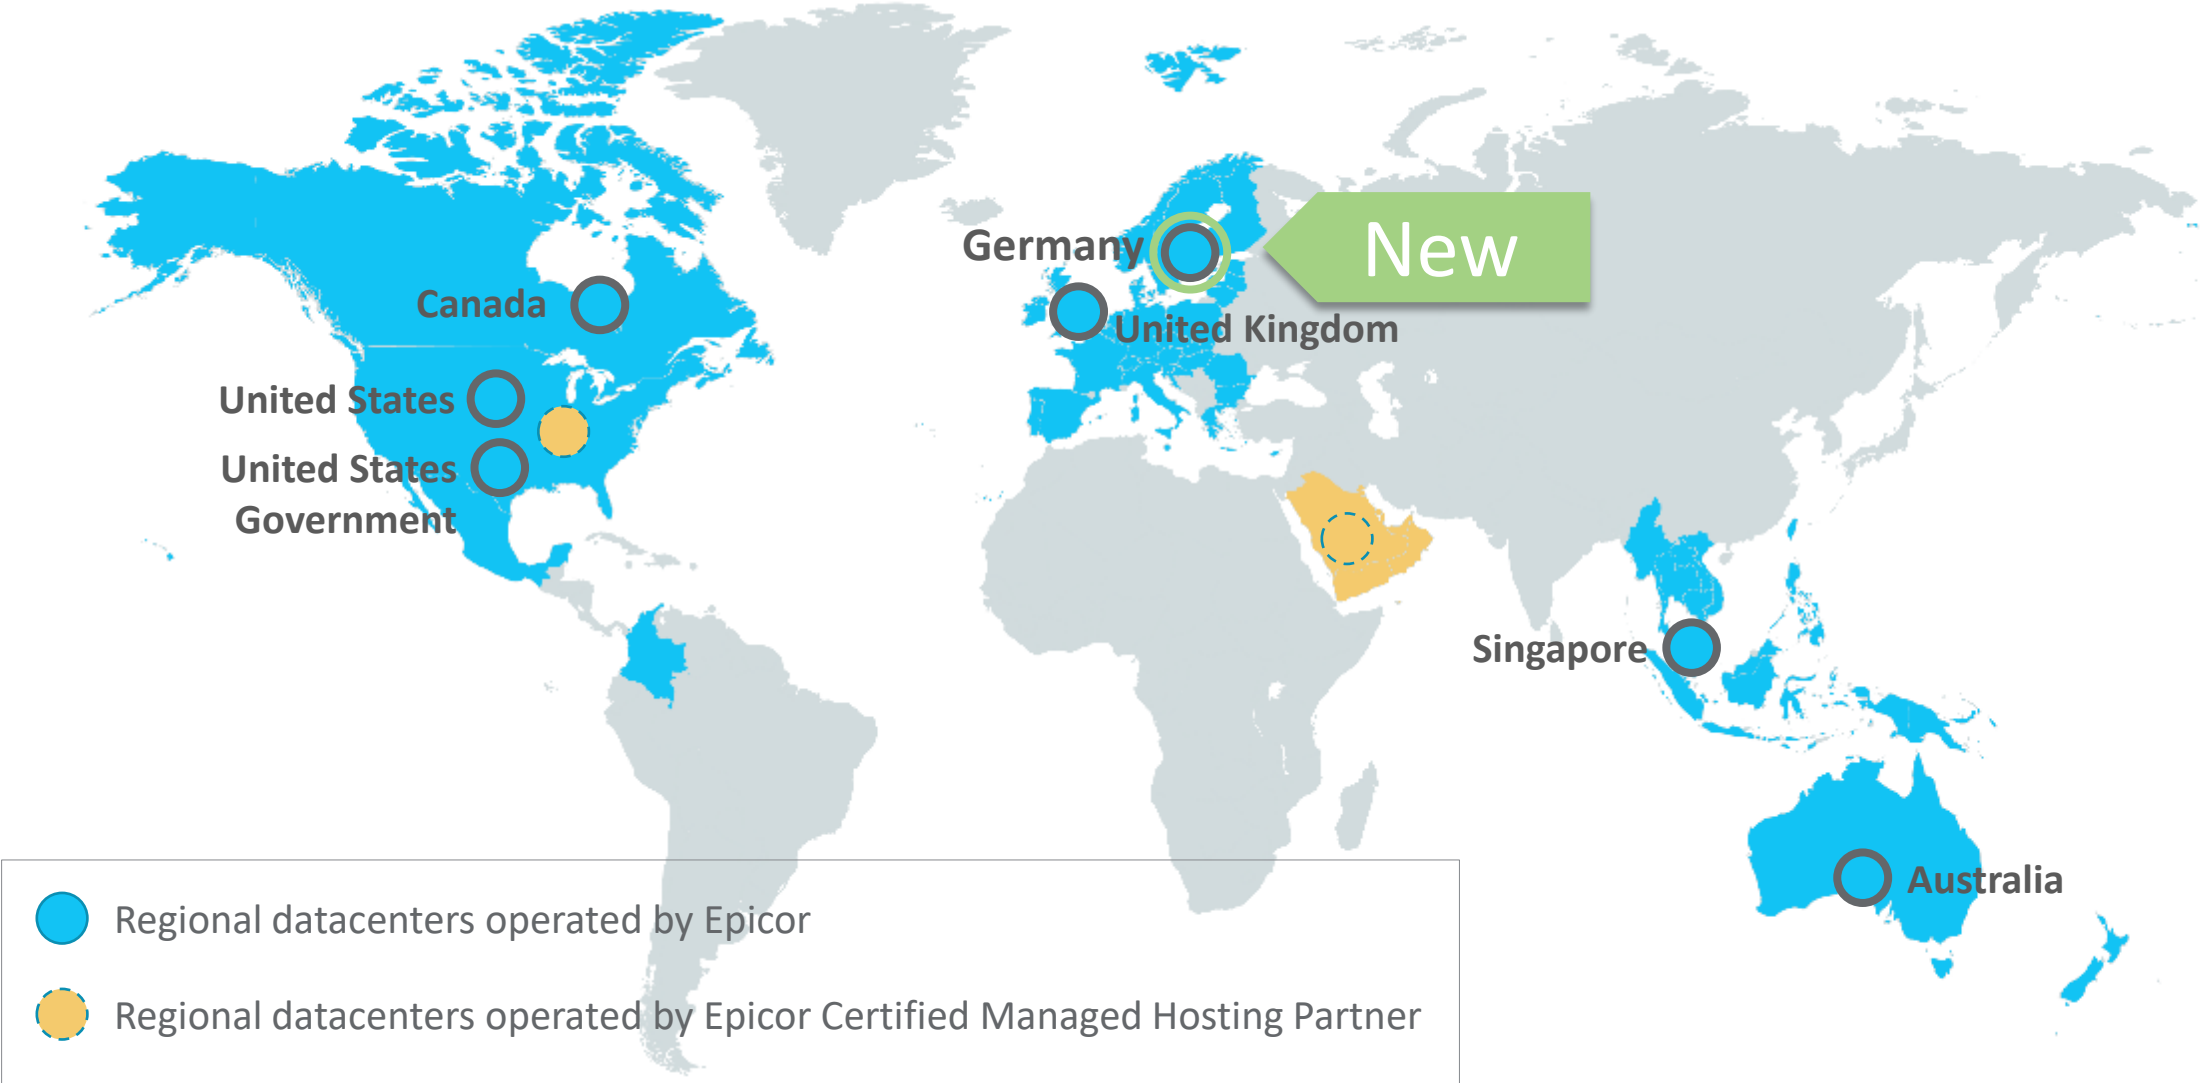 Germany
New
Canada
United Kingdom
United States
United States
Government
Singapore
Australia
Regional datacenters operated by Epicor
Regional datacenters operated by Epicor Certified Managed Hosting Partner